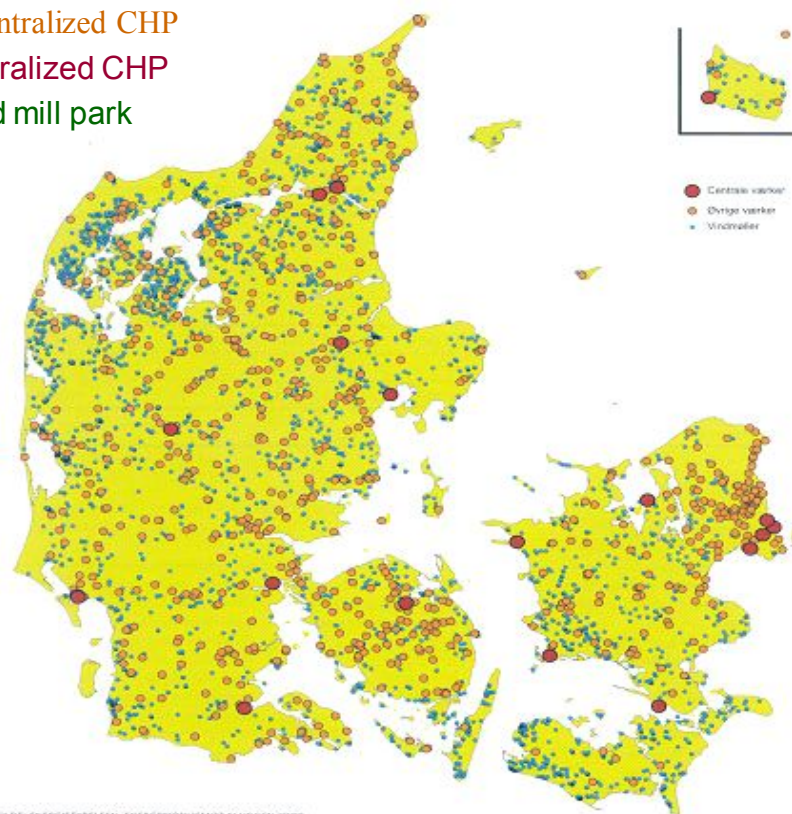 ntralized CHP
ralized CHP
d mill park
Centrale værker
Øvrige værker
Vindmøller